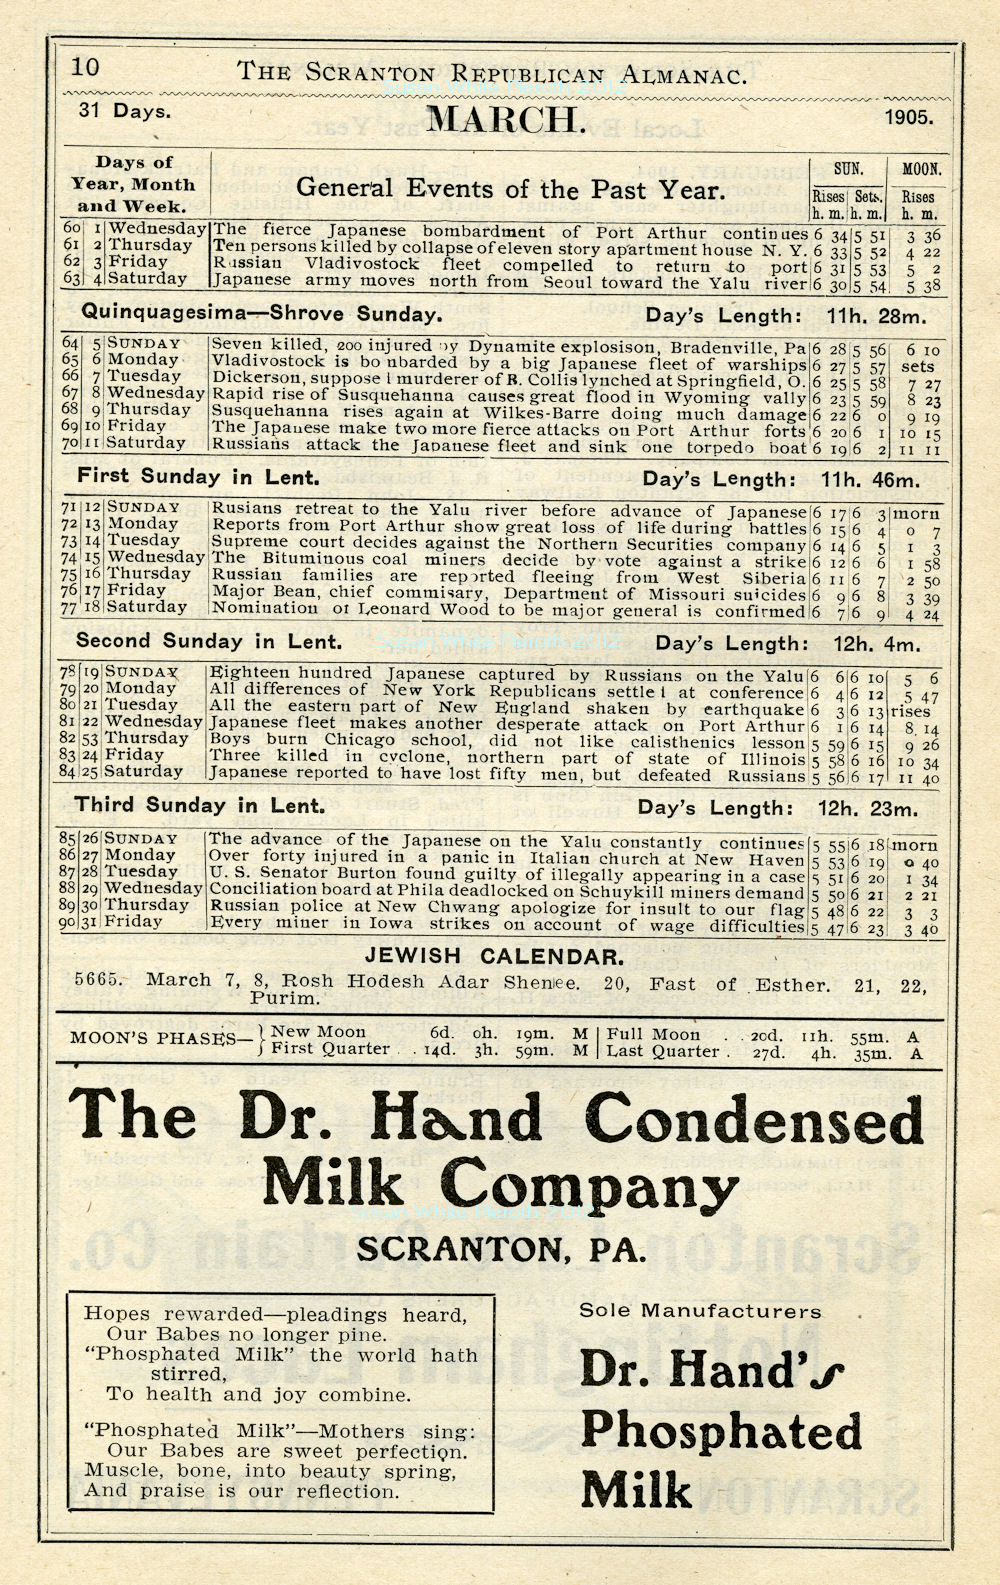 10 THE SCRANTON REPUBLICAN ALMANAC.
31 Days. MARCH. 1905.
Days of Year, Month and Week. General Events of the Past Year. SUN. MOON.
Rises Sets. Rises
h. m. h. m. h. m.
60 1 Wednesday The fierce Japanese bombardment of Port Arthur continues 6 34 5 51 3 36
61 2 Thursday Ten persons killed by collapse of eleven story apartment house N. Y. 6 33 5 52 4 22
62 3 Friday Russian Vladivostock fleet compelled to return to port 6 31 5 53 5 2
63 4 Saturday Japanese army moves north from Seoul toward the Yalu river 6 30 5 54 5 38
Quinquagesima—Shrove Sunday. Day's Length: 11h. 28m.
64 5 SUNDAY Seven killed, 200 injured by Dynamite explosison, Bradenville, Pa 6 28 5 56 6 10
65 6 Monday Vladivostock is bombarded by a big Japanese fleet of warships 6 27 5 57 sets
66 7 Tuesday Dickerson, supposed murderer of B. Collis lynched at Springfield, O. 6 25 5 58 7 27
67 8 Wednesday Rapid rise of Susquehanna causes great flood in Wyoming vally 6 23 5 59 8 23
68 9 Thursday Susquehanna rises again at Wilkes-Barre doing much damage 6 22 6 0 9 19
69 10 Friday The Japanese make two more fierce attacks on Port Arthur forts 6 20 6 1 10 15
70 11 Saturday Russians attack the Japanese fleet and sink one torpedo boat 6 19 6 2 11 11
First Sunday in Lent. Day's Length: 11h. 46m.
71 12 SUNDAY Rusians retreat to the Yalu river before advance of Japanese 6 17 6 3 morn
72 13 Monday Reports from Port Arthur show great loss of life during battles 6 15 6 4 0 7
73 14 Tuesday Supreme court decides against the Northern Securities company 6 14 6 5 1 3
74 15 Wednesday The Bituminous coal miners decide by vote against a strike 6 12 6 6 1 58
75 16 Thursday Russian families are reported fleeing from West Siberia 6 11 6 7 2 50
76 17 Friday Major Bean, chief commisary, Department of Missouri suicides 6 9 6 8 3 39
77 18 Saturday Nomination of Leonard Wood to be major general is confirmed 6 7 6 9 4 24
Second Sunday in Lent. Day's Length: 12h. 4m.
78 19 SUNDAY Eighteen hundred Japanese captured by Russians on the Yalu 6 6 6 10 5 6
79 20 Monday All differences of New York Republicans settled at conference 6 4 6 12 5 47
80 21 Tuesday All the eastern part of New England shaken by earthquake 6 3 6 13 rises
81 22 Wednesday Japanese fleet makes another desperate attack on Port Arthur 6 1 6 14 8 14
82 53 Thursday Boys burn Chicago school, did not like calisthenics lesson 5 59 6 15 9 26
83 24 Friday Three killed in cyclone, northern part of state of Illinois 5 58 6 16 10 34
84 25 Saturday Japanese reported to have lost fifty men, but defeated Russians 5 56 6 17 11 40
Third Sunday in Lent. Day's Length: 12h. 23m.
85 26 SUNDAY The advance of the Japanese on the Yalu constantly continues 5 55 6 18 morn
86 27 Monday Over forty injured in a panic in Italian church at New Haven 5 53 6 19 0 40
87 28 Tuesday U. S. Senator Burton found guilty of illegally appearing in a case 5 51 6 20 1 34
88 29 Wednesday Conciliation board at Phila deadlocked on Schuykill miners demand 5 50 6 21 2 21
89 30 Thursday Russian police at New Chwang apologize for insult to our flag 5 48 6 22 3 3
90 31 Friday Every miner in Iowa strikes on account of wage difficulties 5 47 6 23 3 40
JEWISH CALENDAR.
5665. March 7, 8, Rosh Hodesh Adar Shenee. 20, Fast of Esther. 21, 22,
Purim.
MOON'S PHASES— New Moon 6d. 0h. 19m. M Full Moon . . 20d. 11h. 55m. A
First Quarter . . 14d. 3h. 59m. M Last Quarter . 27d. 4h. 35m. A
The Dr. Hand Condensed
Milk Company
SCRANTON, PA.
Hopes rewarded—pleadings heard,
Our Babes no longer pine.
"Phosphated Milk" the world hath
stirred,
To health and joy combine.
"Phosphated Milk"—Mothers sing:
Our Babes are sweet perfection.
Muscle, bone, into beauty spring,
And praise is our reflection.
Sole Manufacturers
Dr. Hand's
Phosphated
Milk